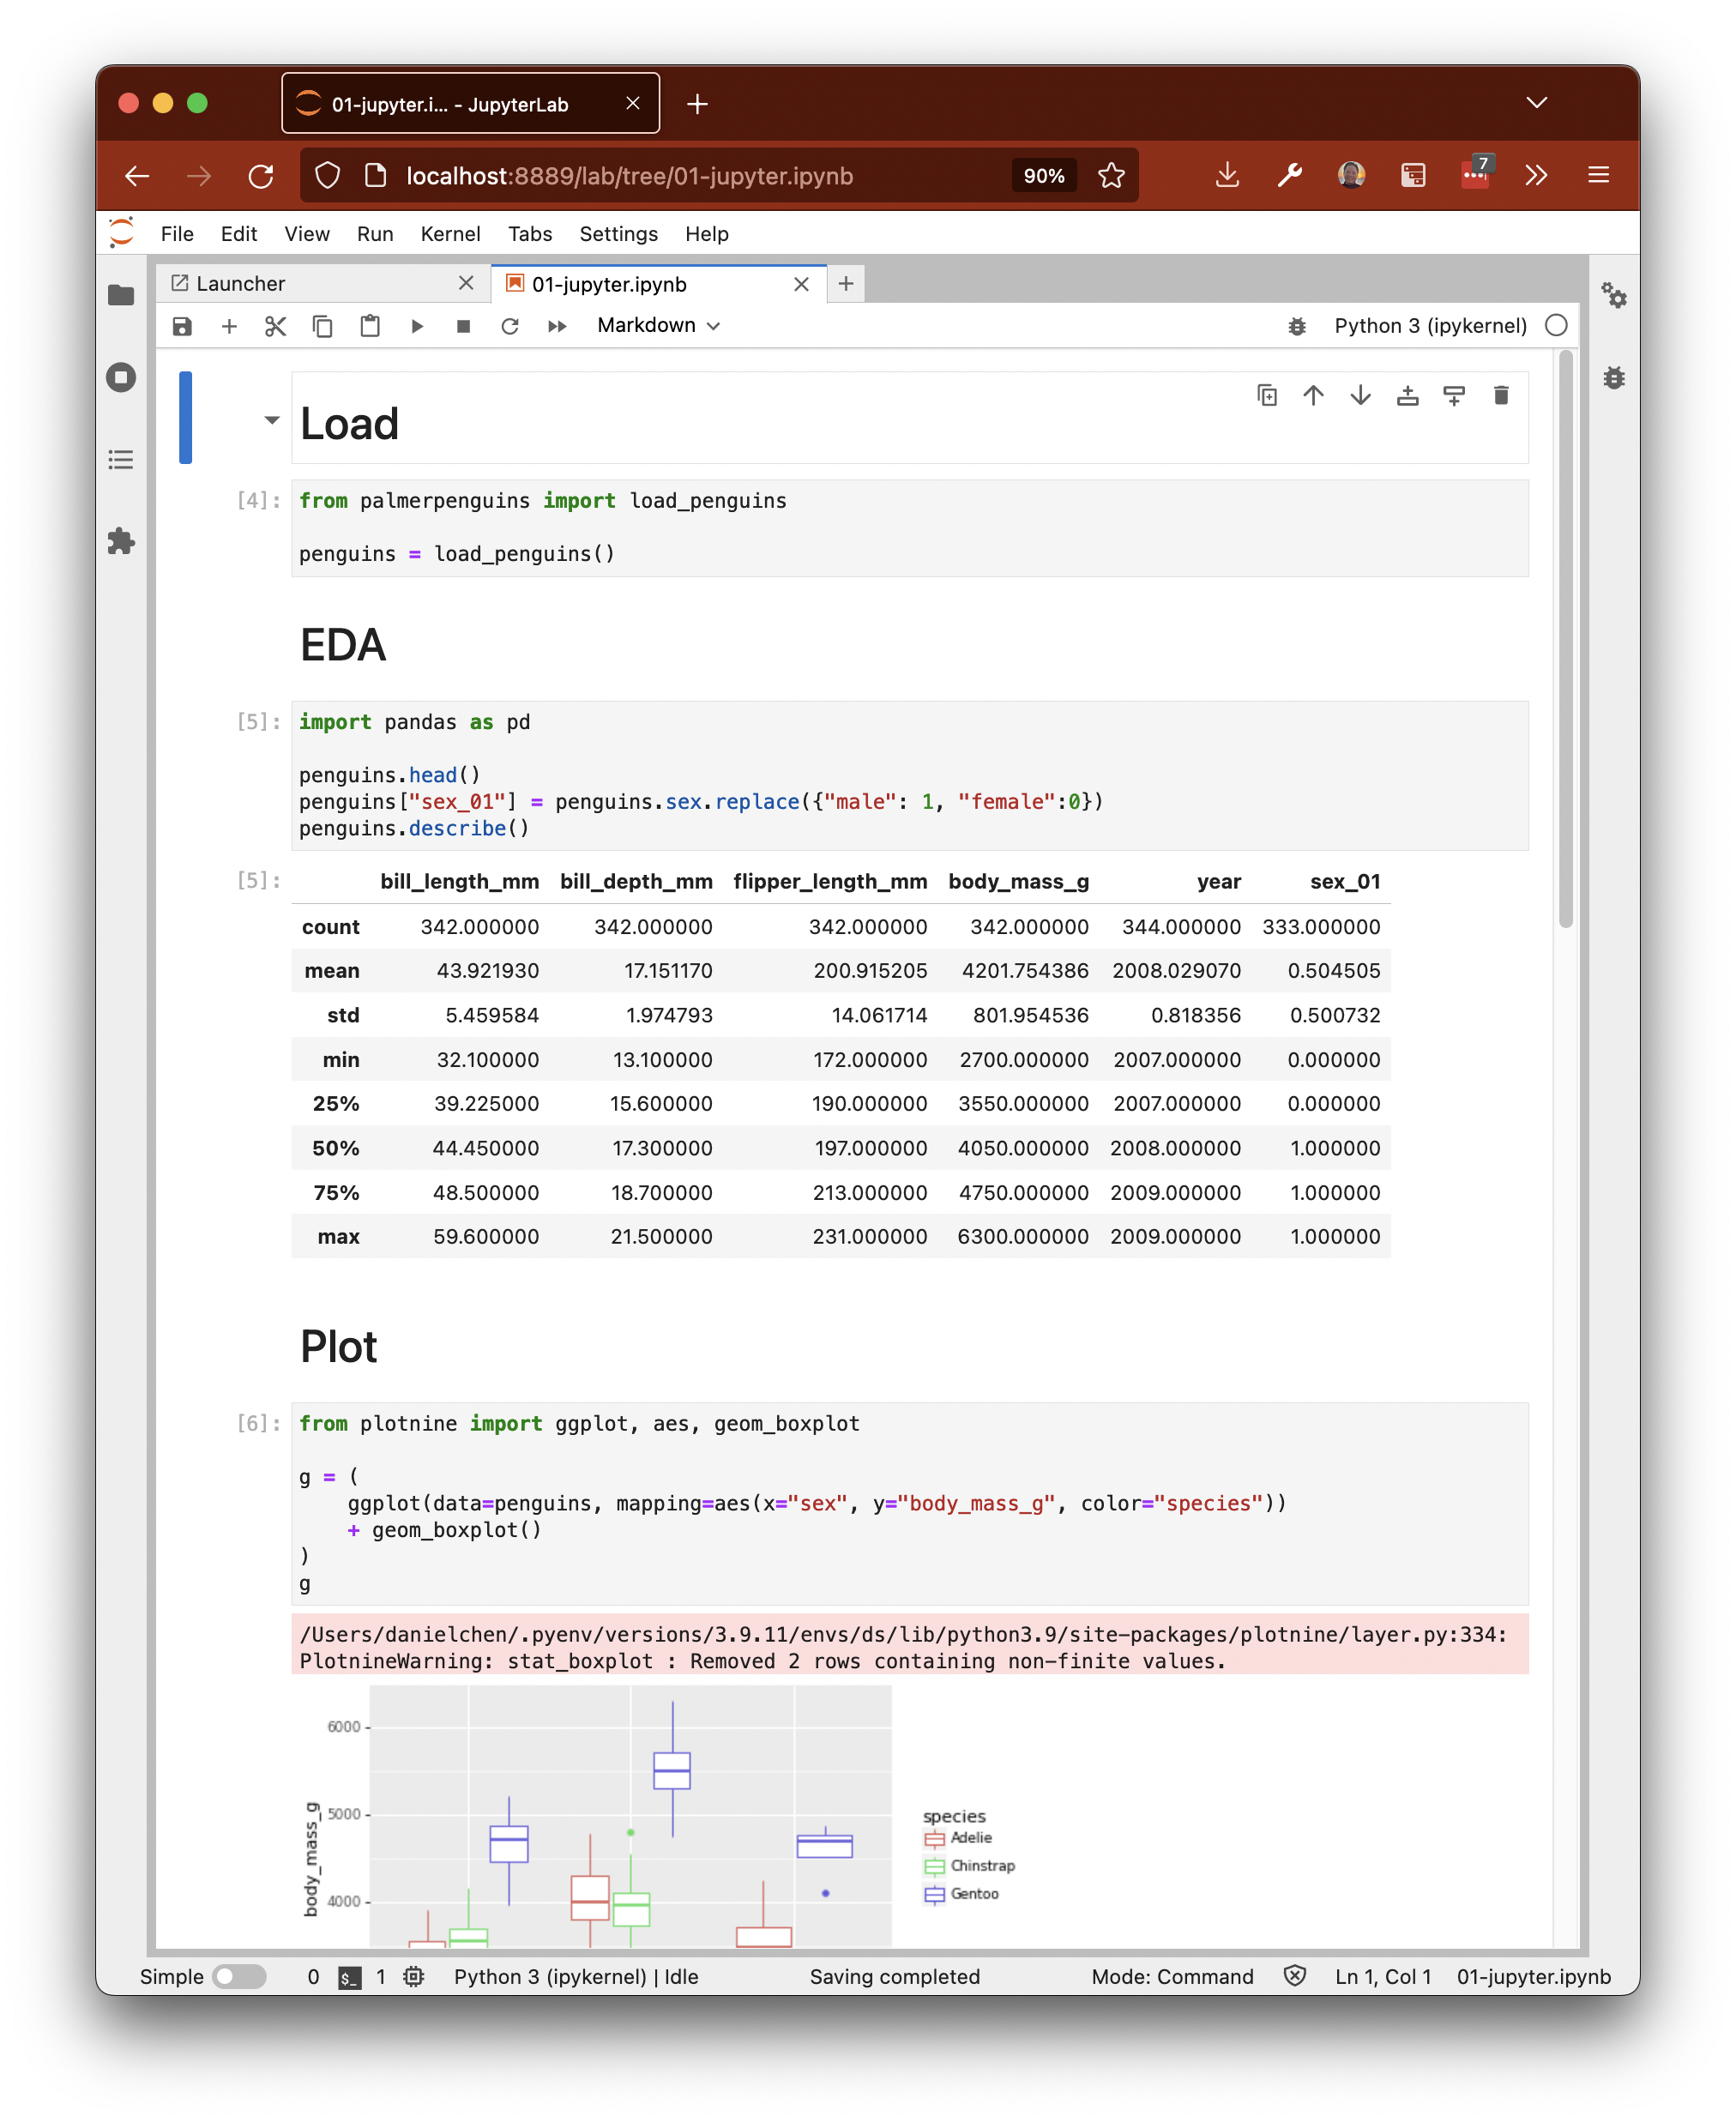 01-jupyter.i... - JupyterLab
localhost:8889/lab/tree/01-jupyter.ipynb 90% 7
File Edit View Run Kernel Tabs Settings Help
Launcher 01-jupyter.ipynb
Markdown Python 3 (ipykernel)
Load
[4]: from palmerpenguins import load_penguins
penguins = load_penguins()
EDA
[5]: import pandas as pd
penguins.head()
penguins["sex_01"] = penguins.sex.replace({"male": 1, "female":0})
penguins.describe()
[5]: bill_length_mm bill_depth_mm flipper_length_mm body_mass_g year sex_01
count 342.000000 342.000000 342.000000 342.000000 344.000000 333.000000
mean 43.921930 17.151170 200.915205 4201.754386 2008.029070 0.504505
std 5.459584 1.974793 14.061714 801.954536 0.818356 0.500732
min 32.100000 13.100000 172.000000 2700.000000 2007.000000 0.000000
25% 39.225000 15.600000 190.000000 3550.000000 2007.000000 0.000000
50% 44.450000 17.300000 197.000000 4050.000000 2008.000000 1.000000
75% 48.500000 18.700000 213.000000 4750.000000 2009.000000 1.000000
max 59.600000 21.500000 231.000000 6300.000000 2009.000000 1.000000
Plot
[6]: from plotnine import ggplot, aes, geom_boxplot
g = (
ggplot(data=penguins, mapping=aes(x="sex", y="body_mass_g", color="species"))
+ geom_boxplot()
)
g
/Users/danielchen/.pyenv/versions/3.9.11/envs/ds/lib/python3.9/site-packages/plotnine/layer.py:334:
PlotnineWarning: stat_boxplot : Removed 2 rows containing non-finite values.
6000
5000
4000
body_mass_g
species
Adelie
Chinstrap
Gentoo
Simple 0 $_ 1 Python 3 (ipykernel) | Idle Saving completed Mode: Command Ln 1, Col 1 01-jupyter.ipynb